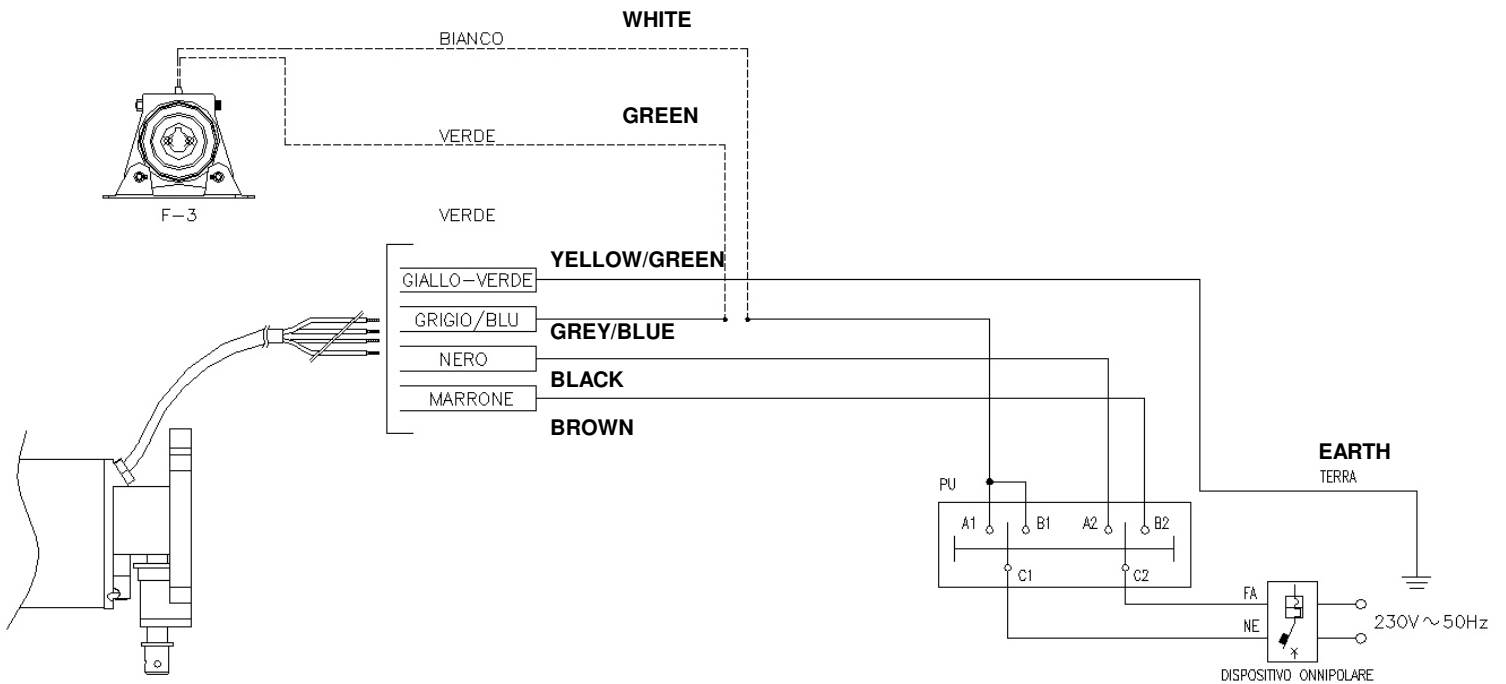 WHITE
BIANCO
GREEN
VERDE
F-3
VERDE
YELLOW/GREEN
GIALLO-VERDE
GRIGIO/BLU
GREY/BLUE
NERO
BLACK
MARRONE
BROWN
EARTH
TERRA
PU
A1 B1 A2 B2
C1 C2
FA
NE
230V~50Hz
DISPOSITIVO ONNIPOLARE